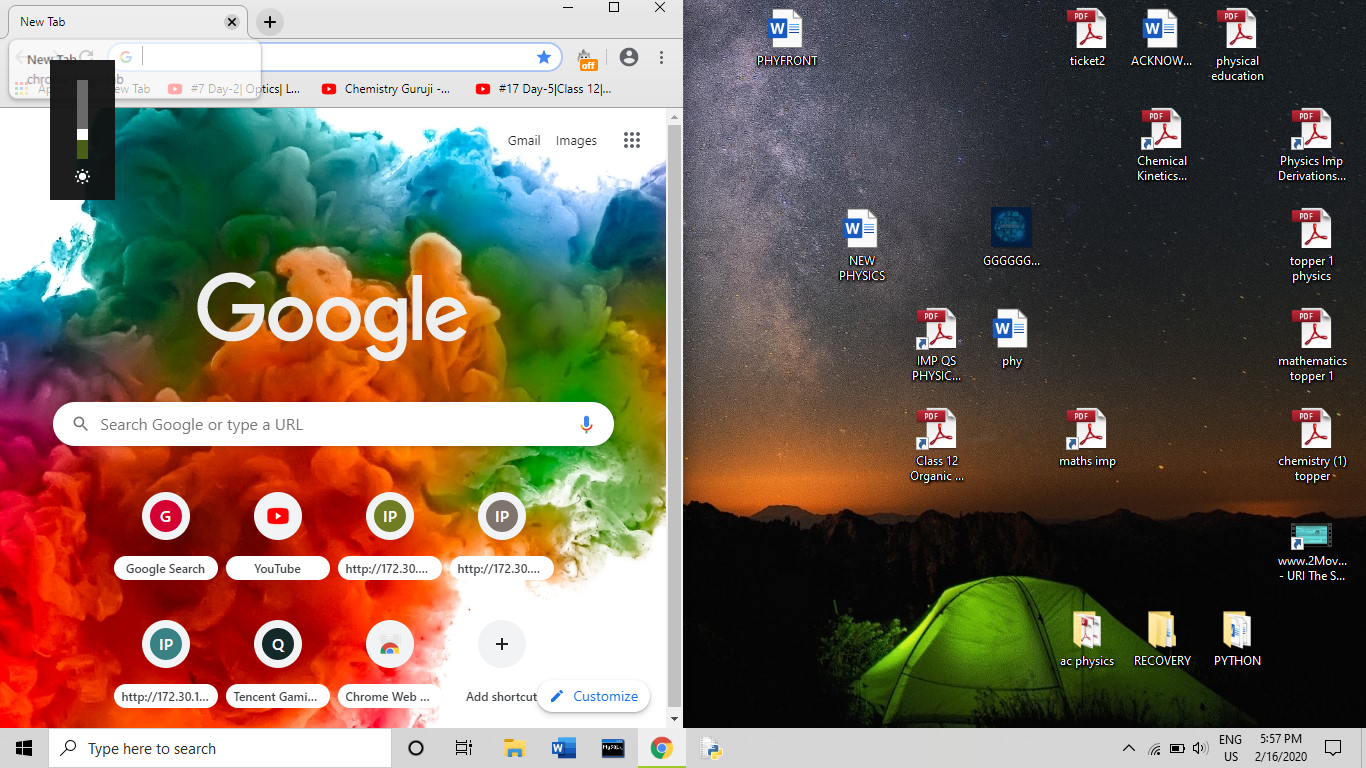 New Tab
New Tab
#7 Day-2| Optics| L...
Chemistry Guruji -...
#17 Day-5|Class 12|...
off
Gmail
Images
Google
Search Google or type a URL
G
IP
IP
Google Search
YouTube
http://172.30....
http://172.30....
IP
Q
http://172.30.1...
Tencent Gami...
Chrome Web ...
Add shortcut
Customize
PHYFRONT
ticket2
ACKNOW...
physical
education
Chemical
Kinetics...
Physics Imp
Derivations...
NEW
PHYSICS
GGGGGG...
topper 1
physics
IMP QS
PHYSIC...
phy
mathematics
topper 1
Class 12
Organic ...
maths imp
chemistry (1)
topper
www.2Mov...
- URI The S...
ac physics
RECOVERY
PYTHON
Type here to search
MySQL
ENG
US
5:57 PM
2/16/2020